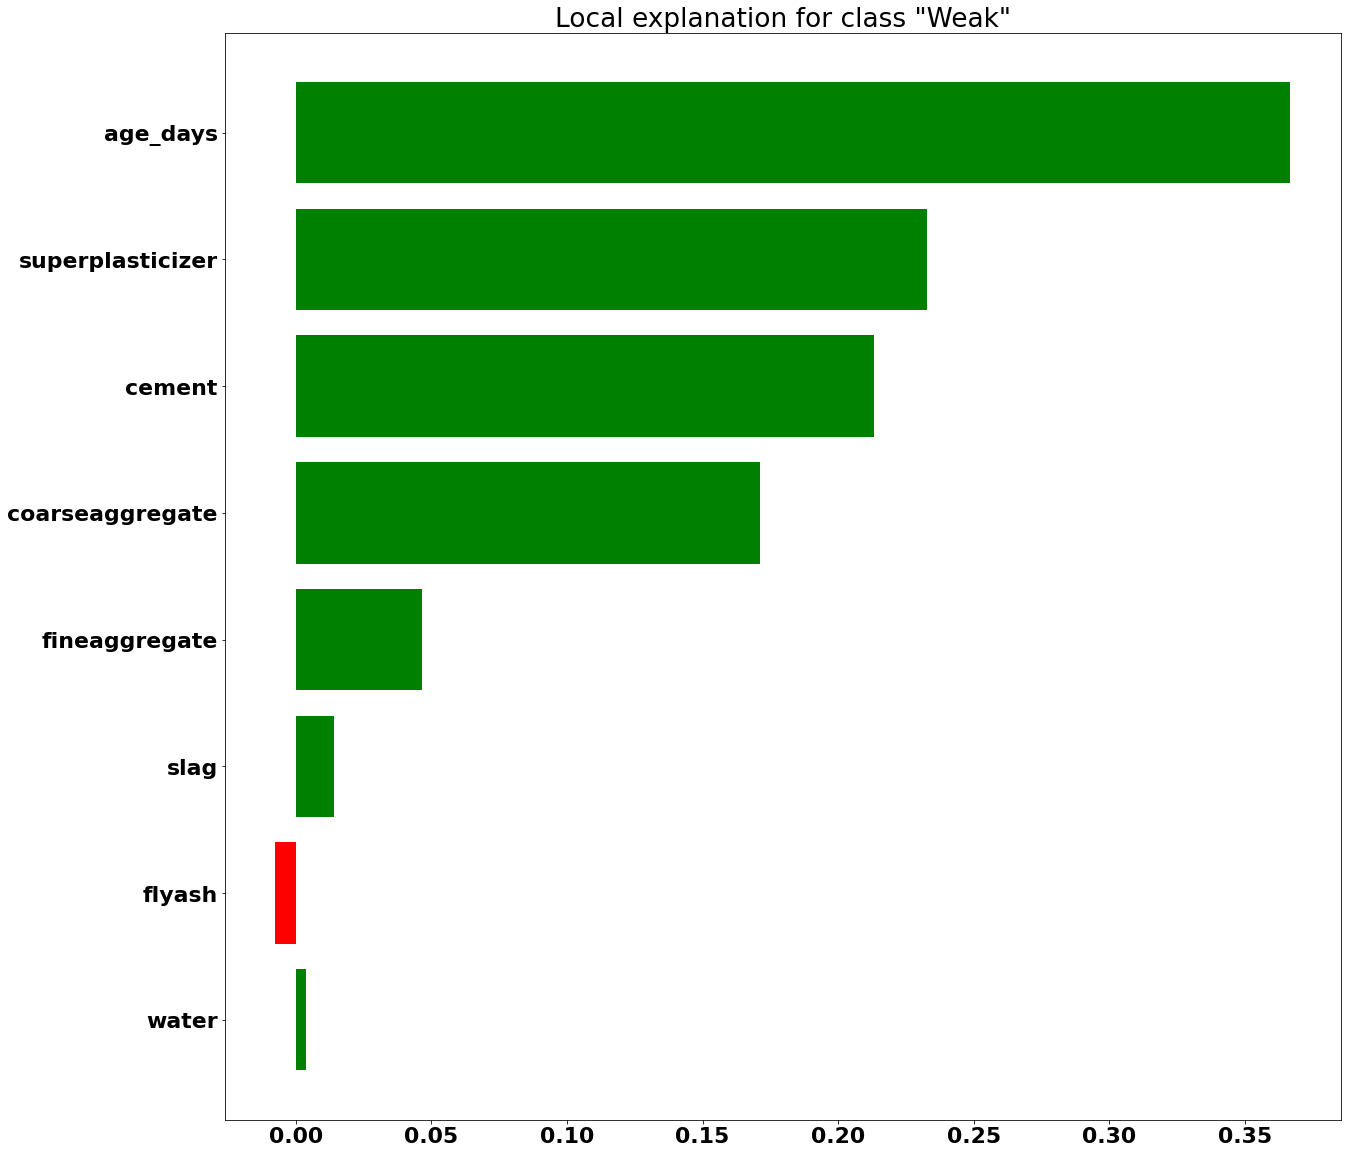 Local explanation for class "Weak"
age_days
superplasticizer
cement
coarseaggregate
fineaggregate
slag
flyash
water
0.00 0.05 0.10 0.15 0.20 0.25 0.30 0.35